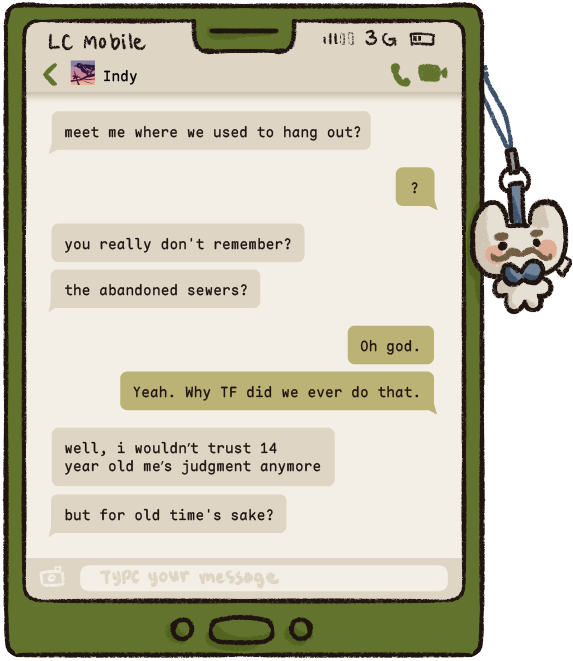 LC Mobile
3G
Indy
meet me where we used to hang out?
?
you really don't remember?
the abandoned sewers?
Oh god.
Yeah. Why TF did we ever do that.
well, i wouldn't trust 14
year old me's judgment anymore
but for old time's sake?
Type your message